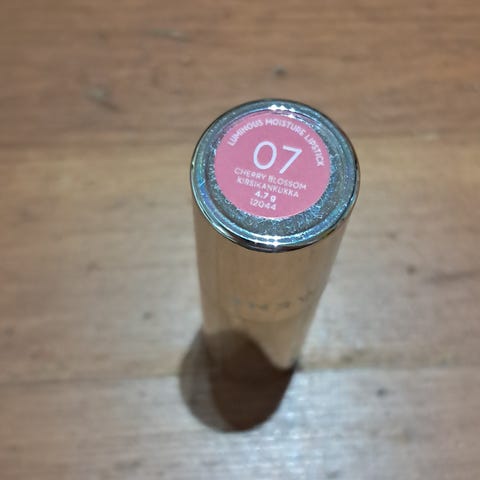 LUMINOUS MOISTURE LIPSTICK
07
CHERRY BLOSSOM
KIRSIKANKUKKA
4.7 g
12044